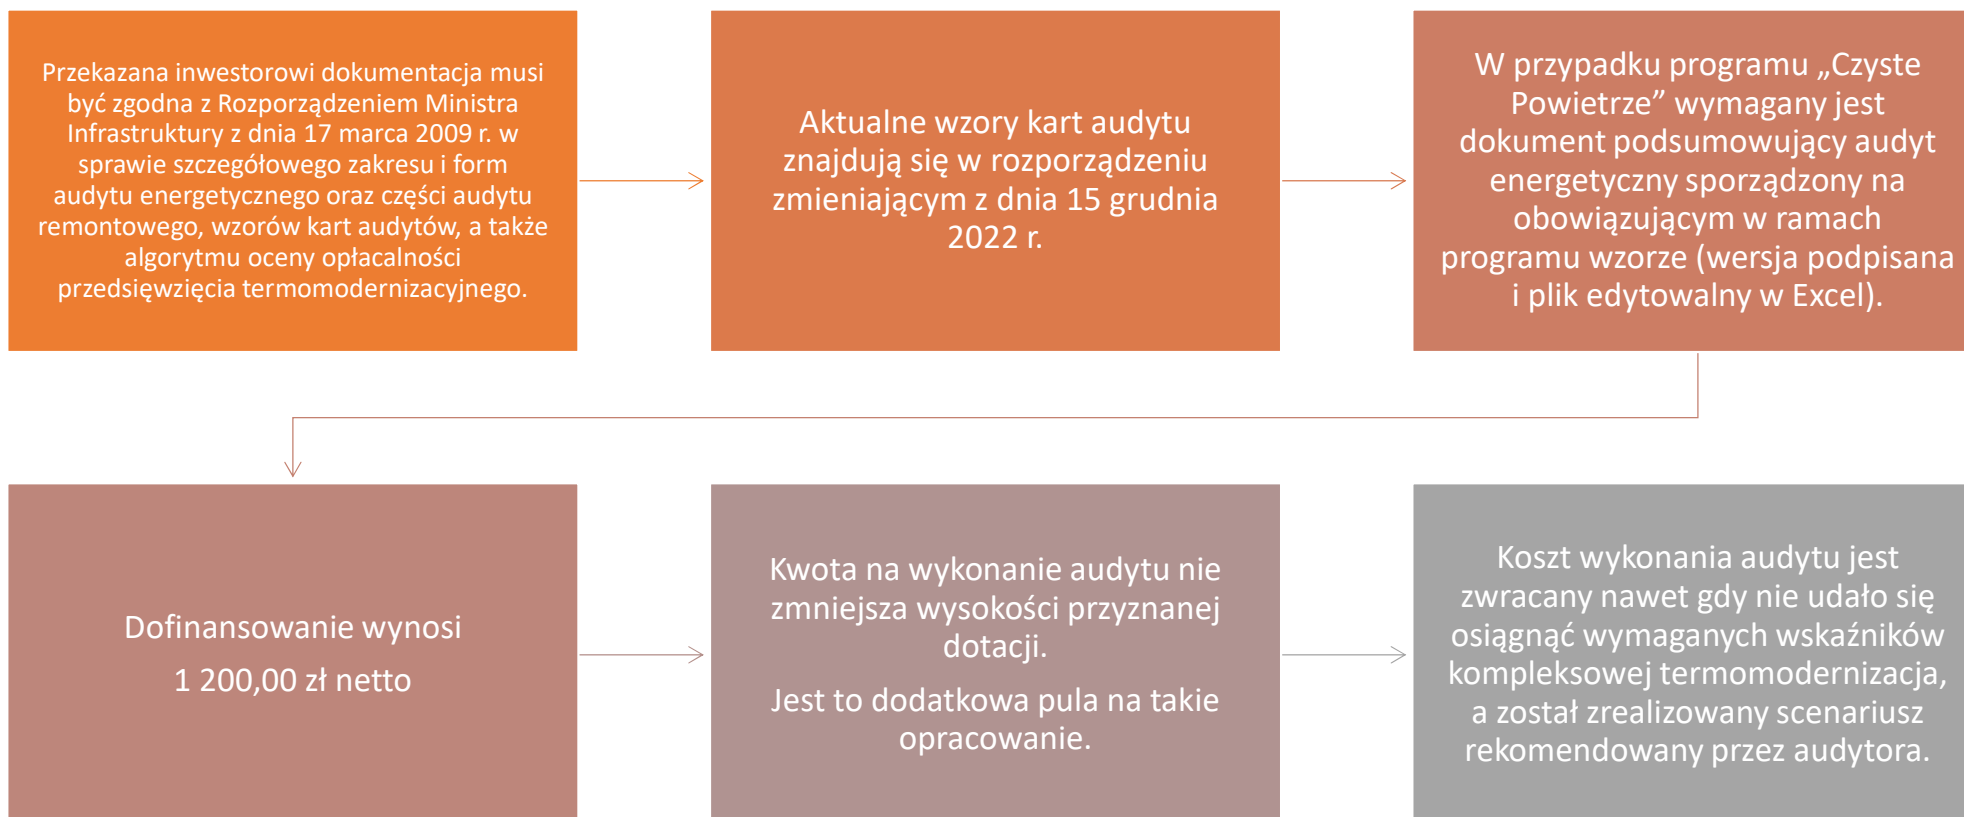 Przekazana inwestorowi dokumentacja musi
być zgodna z Rozporządzeniem Ministra
Infrastruktury z dnia 17 marca 2009 r. w
sprawie szczegółowego zakresu i form
audytu energetycznego oraz części audytu
remontowego, wzorów kart audytów, a także
algorytmu oceny opłacalności
przedsięwzięcia termomodernizacyjnego.
Aktualne wzory kart audytu
znajdują się w rozporządzeniu
zmieniającym z dnia 15 grudnia
2022 r.
W przypadku programu „Czyste
Powietrze” wymagany jest
dokument podsumowujący audyt
energetyczny sporządzony na
obowiązującym w ramach
programu wzorze (wersja podpisana
i plik edytowalny w Excel).
Dofinansowanie wynosi
1 200,00 zł netto
Kwota na wykonanie audytu nie
zmniejsza wysokości przyznanej
dotacji.
Jest to dodatkowa pula na takie
opracowanie.
Koszt wykonania audytu jest
zwracany nawet gdy nie udało się
osiągnąć wymaganych wskaźników
kompleksowej termomodernizacja,
a został zrealizowany scenariusz
rekomendowany przez audytora.